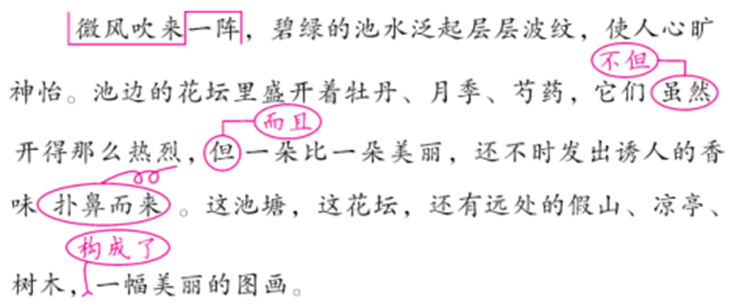 微风吹来一阵，碧绿的池水泛起层层波纹，使人心旷
不但
神怡。池边的花坛里盛开着牡丹、月季、芍药，它们虽然
而且
开得那么热烈，但一朵比一朵美丽，还不时发出诱人的香
味扑鼻而来。这池塘，这花坛，还有远处的假山、凉亭、
构成了
树木，一幅美丽的图画。